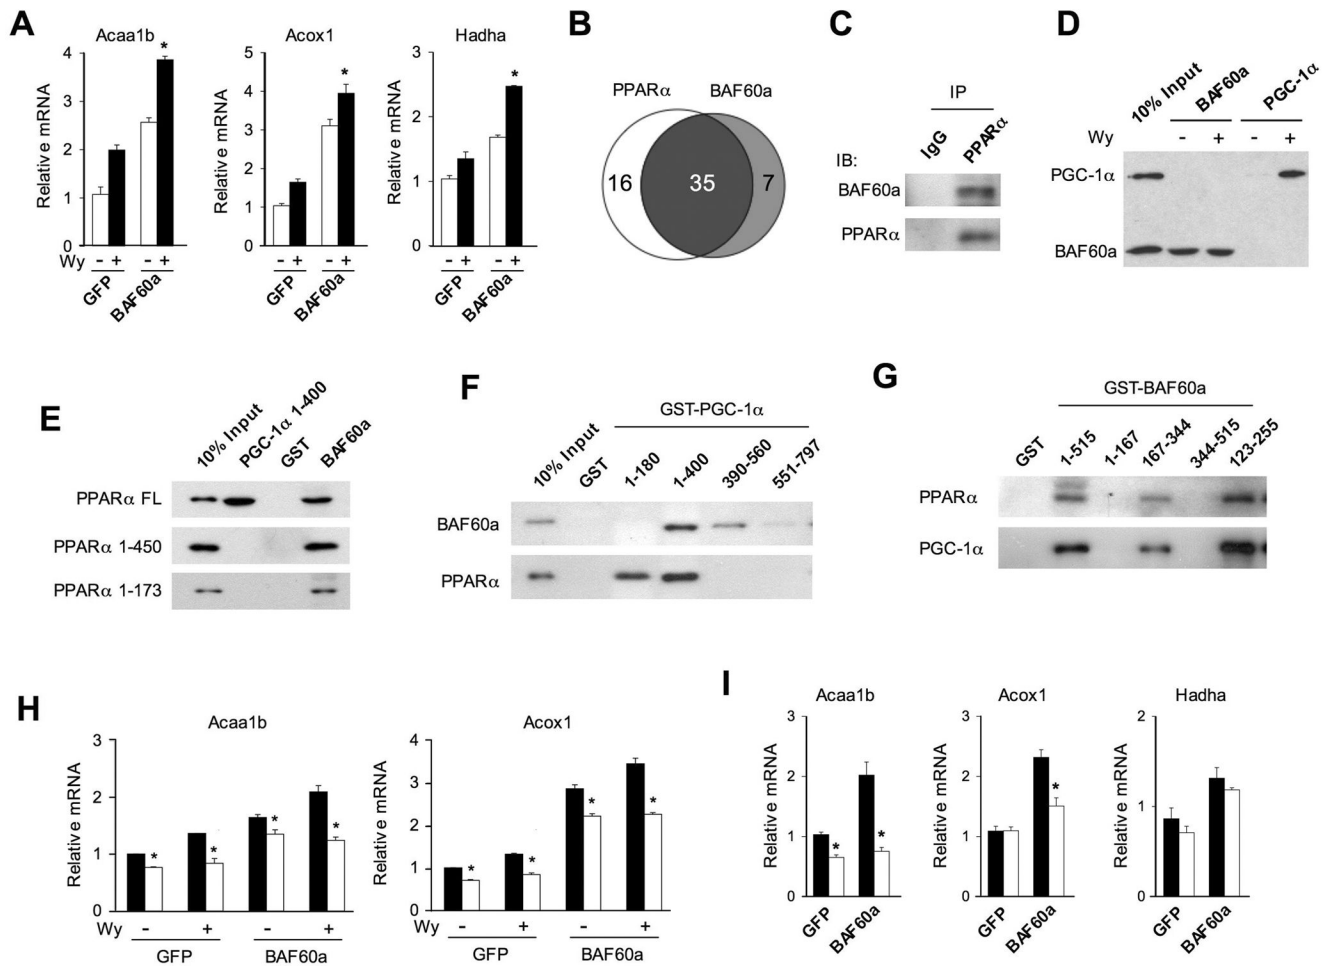 A
Acaa1b
Acox1
Hadha
Relative mRNA
4
3
2
1
0
Relative mRNA
5
4
3
2
1
0
Relative mRNA
3
2
1
0
*
*
*
Wy - + - + - + - + - + - +
GFP
BAF60a
GFP
BAF60a
GFP
BAF60a
B
PPARα BAF60a
16 35 7
C
IP
IgG
PPARα
IB:
BAF60a
PPARα
D
10% Input
BAF60a
PGC-1α
Wy - + - +
PGC-1α
BAF60a
E
10% Input
PGC-1α 1-400
GST
BAF60a
PPARα FL
PPARα 1-450
PPARα 1-173
F
GST-PGC-1α
10% Input
GST
1-180
1-400
390-560
551-797
BAF60a
PPARα
G
GST-BAF60a
GST
1-515
1-167
167-344
344-515
123-255
PPARα
PGC-1α
H
Acaa1b
Relative mRNA
3
2
1
0
* * * *
Wy - + - +
GFP BAF60a
Acox1
Relative mRNA
4
3
2
1
0
* * * *
Wy - + - +
GFP BAF60a
I
Acaa1b
Relative mRNA
3
2
1
0
* *
GFP
BAF60a
Acox1
Relative mRNA
3
2
1
0
*
GFP
BAF60a
Hadha
Relative mRNA
2
1
0
GFP
BAF60a